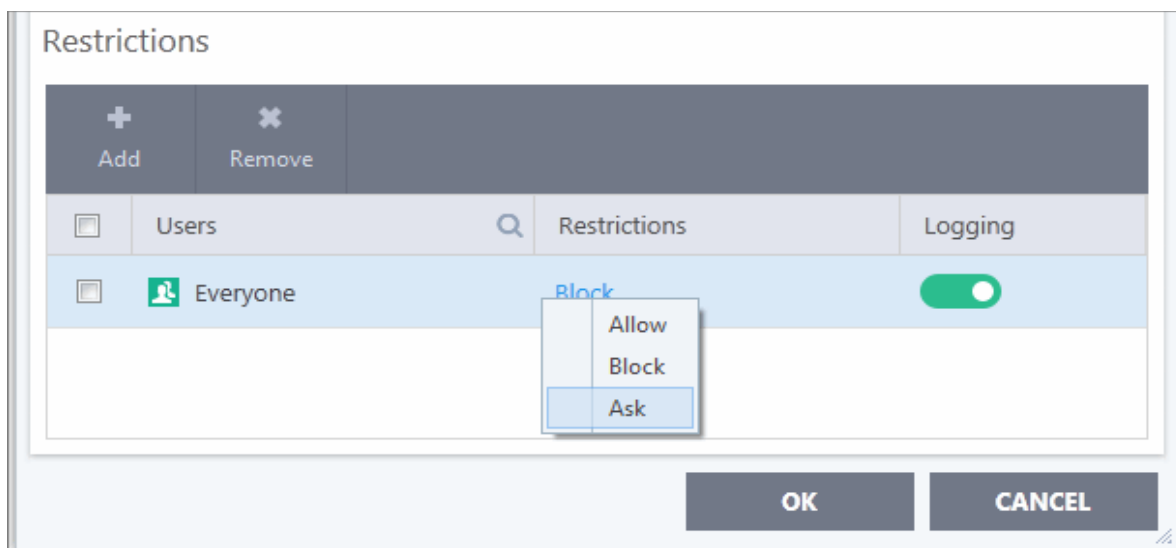 Restrictions
Add Remove
Users Restrictions Logging
Everyone Block
Allow
Block
Ask
OK CANCEL